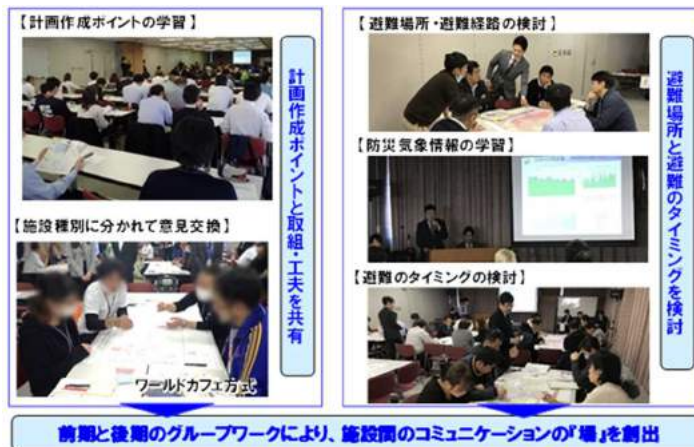 【計画作成ポイントの学習】
【施設種別に分かれて意見交換】
ワールドカフェ方式
計画作成ポイントと取組・工夫を共有
【避難場所・避難経路の検討】
【防災気象情報の学習】
【避難のタイミングの検討】
避難場所と避難のタイミングを検討
前期と後期のグループワークにより、施設間のコミュニケーションの『場』を創出